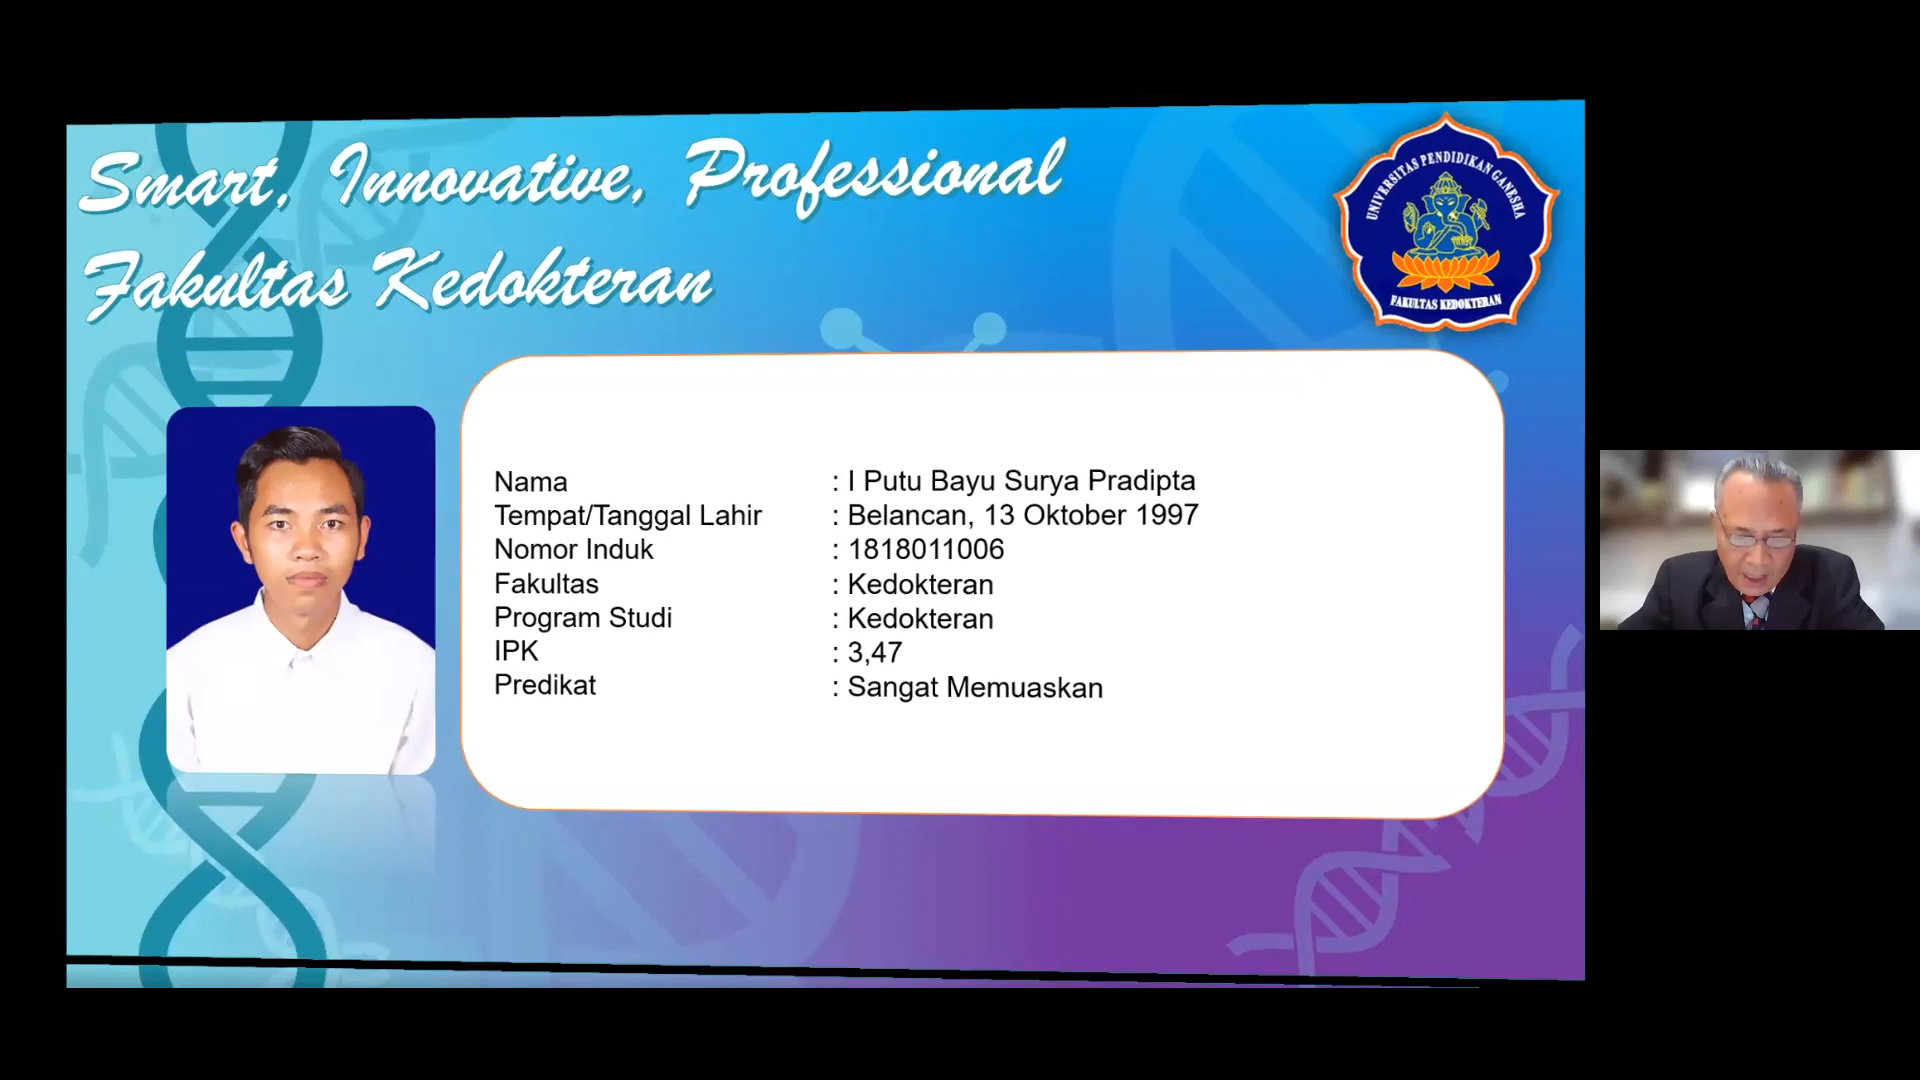 Smart, Innovative, Professional
Fakultas Kedokteran
UNIVERSITAS PENDIDIKAN GANESHA
FAKULTAS KEDOKTERAN
Nama : I Putu Bayu Surya Pradipta
Tempat/Tanggal Lahir : Belancan, 13 Oktober 1997
Nomor Induk : 1818011006
Fakultas : Kedokteran
Program Studi : Kedokteran
IPK : 3,47
Predikat : Sangat Memuaskan